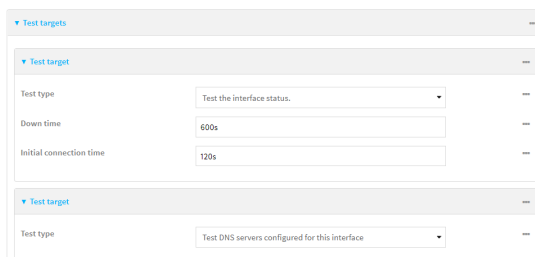 Test targets
Test target
Test type Test the interface status.
Down time 600s
Initial connection time 120s
Test target
Test type Test DNS servers configured for this interface